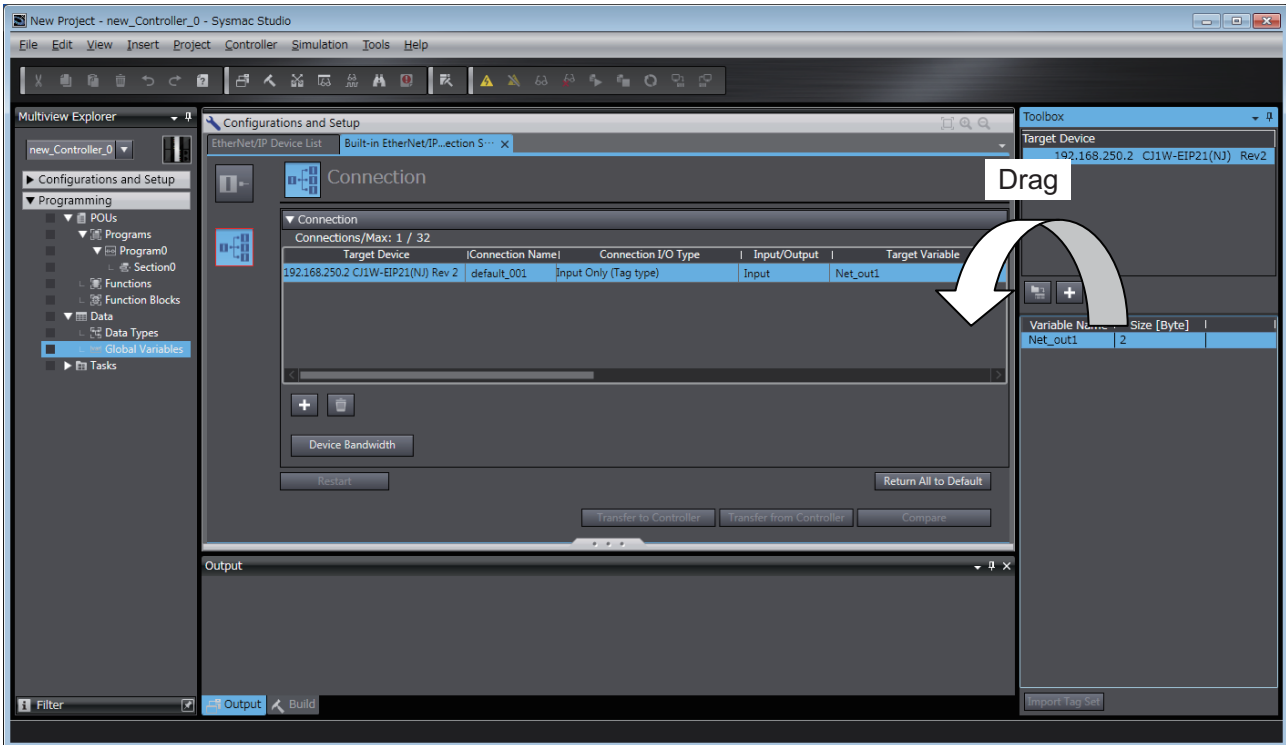 New Project - new_Controller_0 - Sysmac Studio
File Edit View Insert Project Controller Simulation Tools Help
Multiview Explorer
new_Controller_0
Configurations and Setup
Programming
POUs
Programs
Program0
Section0
Functions
Function Blocks
Data
Data Types
Global Variables
Tasks
Filter
Configurations and Setup
EtherNet/IP Device List Built-in EtherNet/IP...ection S...
Connection
Connection
Connections/Max: 1 / 32
Target Device Connection Name Connection I/O Type Input/Output Target Variable
192.168.250.2 CJ1W-EIP21(NJ) Rev 2 default_001 Input Only (Tag type) Input Net_out1
Device Bandwidth
Restart Return All to Default
Transfer to Controller Transfer from Controller Compare
Output
Output Build
Toolbox
Target Device
192.168.250.2 CJ1W-EIP21(NJ) Rev2
Drag
Variable Name Size [Byte]
Net_out1 2
Import Tag Set